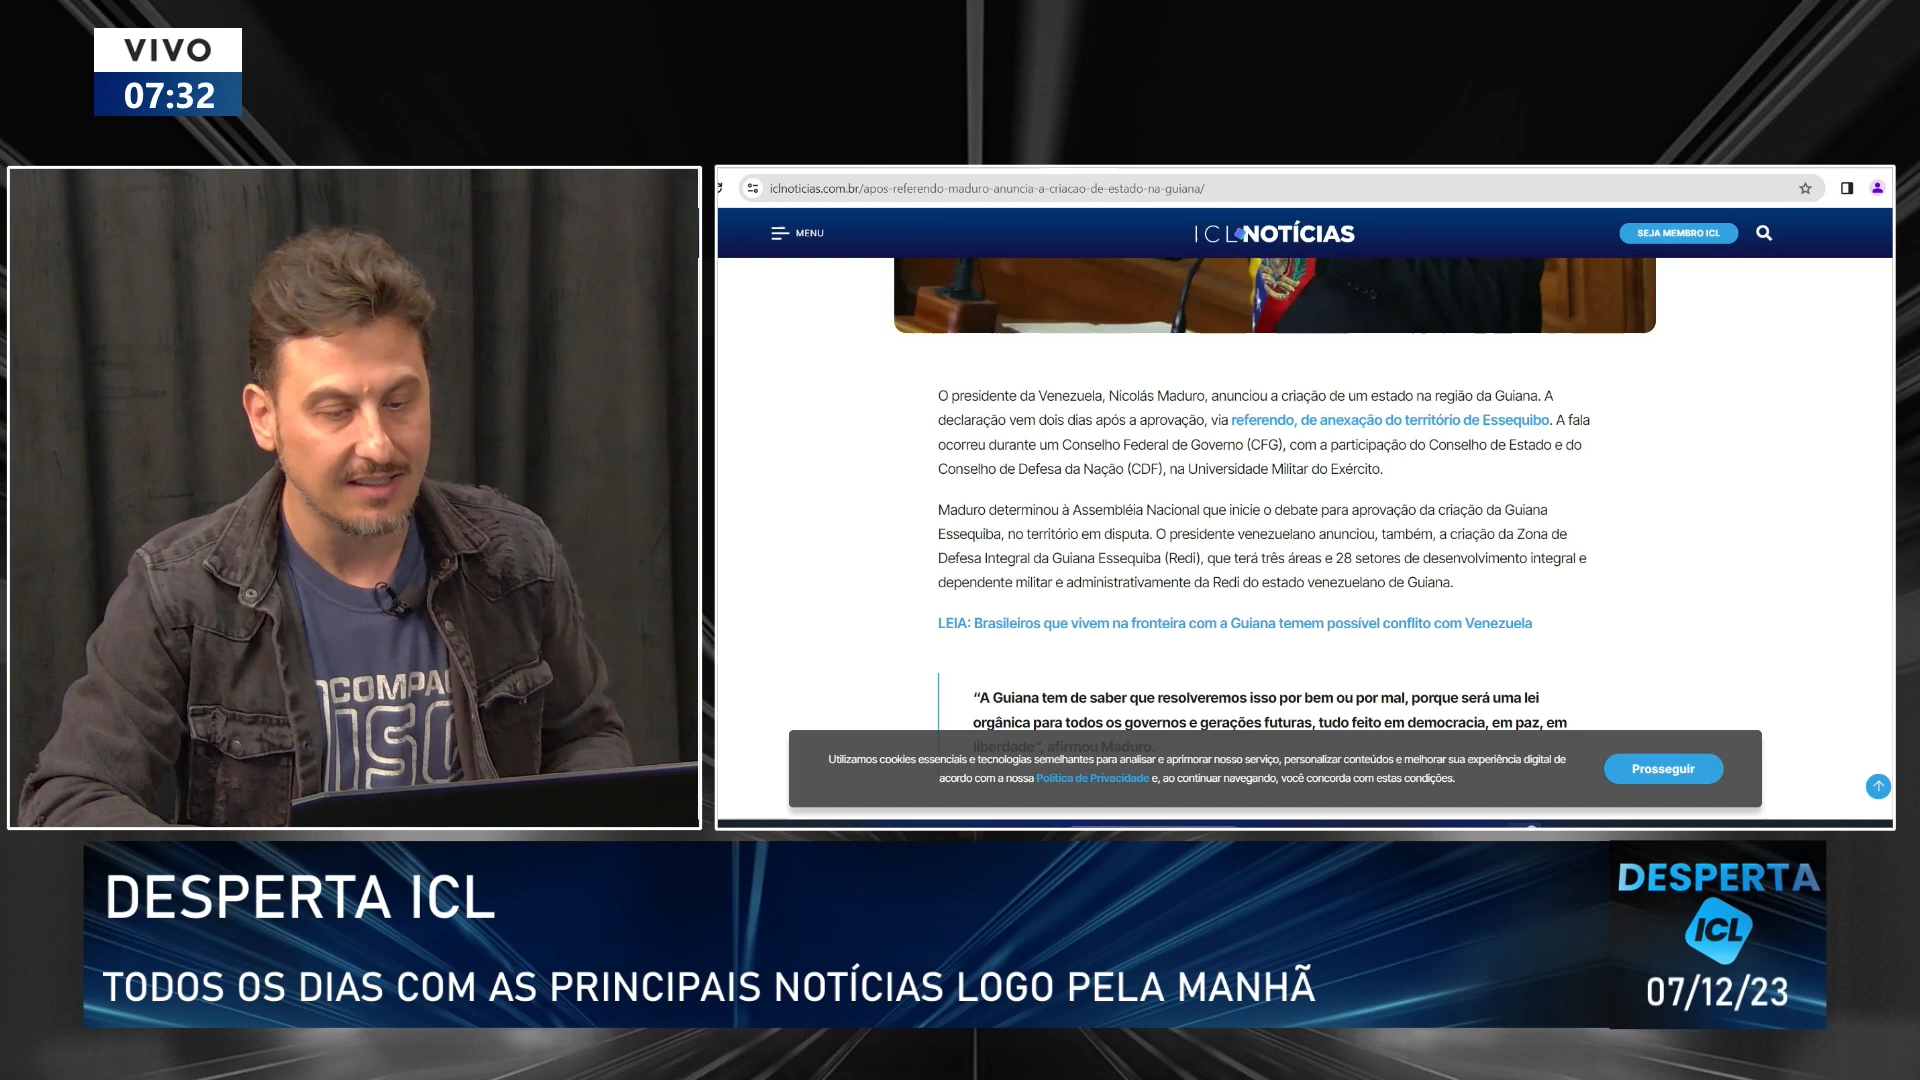 VIVO
07:32
iclnoticias.com.br/apos-referendo-maduro-anuncia-a-criacao-de-estado-na-guiana/
MENU
ICL NOTÍCIAS
SEJA MEMBRO ICL
O presidente da Venezuela, Nicolás Maduro, anunciou a criação de um estado na região da Guiana. A
declaração vem dois dias após a aprovação, via referendo, de anexação do território de Essequibo. A fala
ocorreu durante um Conselho Federal de Governo (CFG), com a participação do Conselho de Estado e do
Conselho de Defesa da Nação (CDF), na Universidade Militar do Exército.
Maduro determinou à Assembléia Nacional que inicie o debate para aprovação da criação da Guiana
Essequiba, no território em disputa. O presidente venezuelano anunciou, também, a criação da Zona de
Defesa Integral da Guiana Essequiba (Redi), que terá três áreas e 28 setores de desenvolvimento integral e
dependente militar e administrativamente da Redi do estado venezuelano de Guiana.
LEIA: Brasileiros que vivem na fronteira com a Guiana temem possível conflito com Venezuela
“A Guiana tem de saber que resolveremos isso por bem ou por mal, porque será uma lei
orgânica para todos os governos e gerações futuras, tudo feito em democracia, em paz, em
liberdade”, afirmou Maduro.
Utilizamos cookies essenciais e tecnologias semelhantes para analisar e aprimorar nosso serviço, personalizar conteúdos e melhorar sua experiência digital de
acordo com a nossa Política de Privacidade e, ao continuar navegando, você concorda com estas condições.
Prosseguir
COMPAC
ISC
DESPERTA ICL
TODOS OS DIAS COM AS PRINCIPAIS NOTÍCIAS LOGO PELA MANHÃ
DESPERTA
ICL
07/12/23